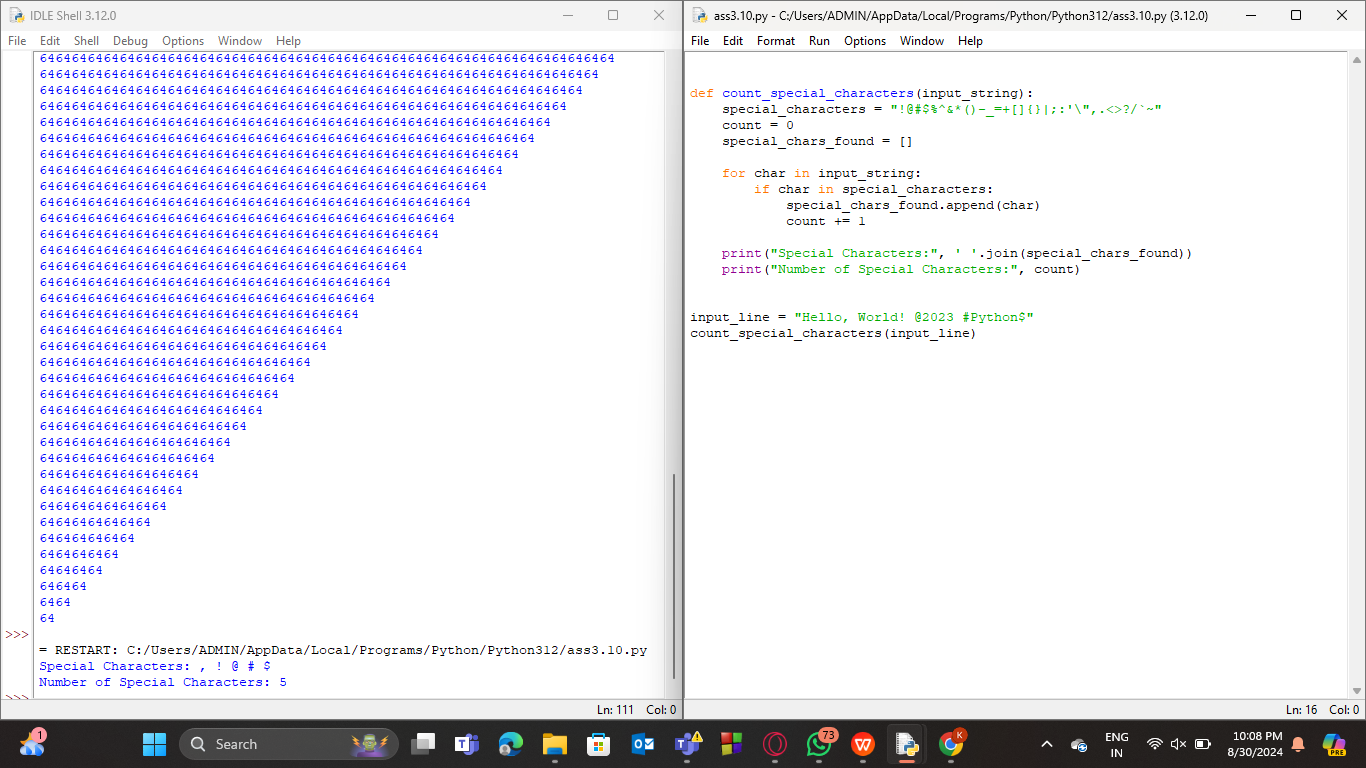 IDLE Shell 3.12.0
File Edit Shell Debug Options Window Help
646464646464646464646464646464646464646464646464646464646464646464646464
6464646464646464646464646464646464646464646464646464646464646464646464
64646464646464646464646464646464646464646464646464646464646464646464
646464646464646464646464646464646464646464646464646464646464646464
6464646464646464646464646464646464646464646464646464646464646464
64646464646464646464646464646464646464646464646464646464646464
646464646464646464646464646464646464646464646464646464646464
6464646464646464646464646464646464646464646464646464646464
64646464646464646464646464646464646464646464646464646464
646464646464646464646464646464646464646464646464646464
6464646464646464646464646464646464646464646464646464
64646464646464646464646464646464646464646464646464
646464646464646464646464646464646464646464646464
6464646464646464646464646464646464646464646464
64646464646464646464646464646464646464646464
646464646464646464646464646464646464646464
6464646464646464646464646464646464646464
64646464646464646464646464646464646464
646464646464646464646464646464646464
6464646464646464646464646464646464
64646464646464646464646464646464
646464646464646464646464646464
6464646464646464646464646464
64646464646464646464646464
646464646464646464646464
6464646464646464646464
64646464646464646464
646464646464646464
6464646464646464
64646464646464
646464646464
6464646464
64646464
646464
6464
64
>>>
= RESTART: C:/Users/ADMIN/AppData/Local/Programs/Python/Python312/ass3.10.py
Special Characters: , ! @ # $
Number of Special Characters: 5
>>>
Ln: 111 Col: 0
ass3.10.py - C:/Users/ADMIN/AppData/Local/Programs/Python/Python312/ass3.10.py (3.12.0)
File Edit Format Run Options Window Help
def count_special_characters(input_string):
    special_characters = "!@#$%^&*()-_=+[]{}|;:'\",.<>?/`~"
    count = 0
    special_chars_found = []
    for char in input_string:
        if char in special_characters:
            special_chars_found.append(char)
            count += 1
    print("Special Characters:", ' '.join(special_chars_found))
    print("Number of Special Characters:", count)
input_line = "Hello, World! @2023 #Python$"
count_special_characters(input_line)
Ln: 16 Col: 0
1
Search
73
K
ENG
IN
10:08 PM
8/30/2024
PRE